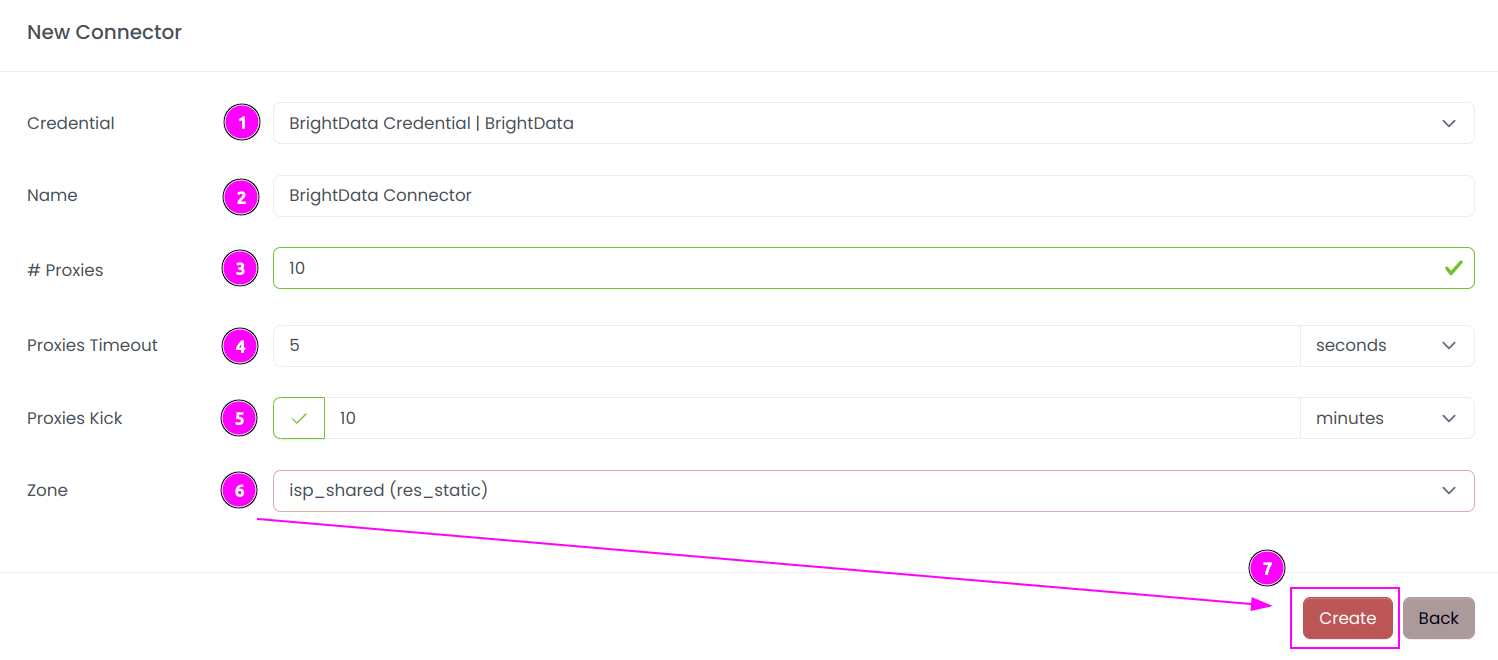 New Connector
Credential 1 BrightData Credential | BrightData
Name 2 BrightData Connector
# Proxies 3 10
Proxies Timeout 4 5 seconds
Proxies Kick 5 10 minutes
Zone 6 isp_shared (res_static)
7
Create Back